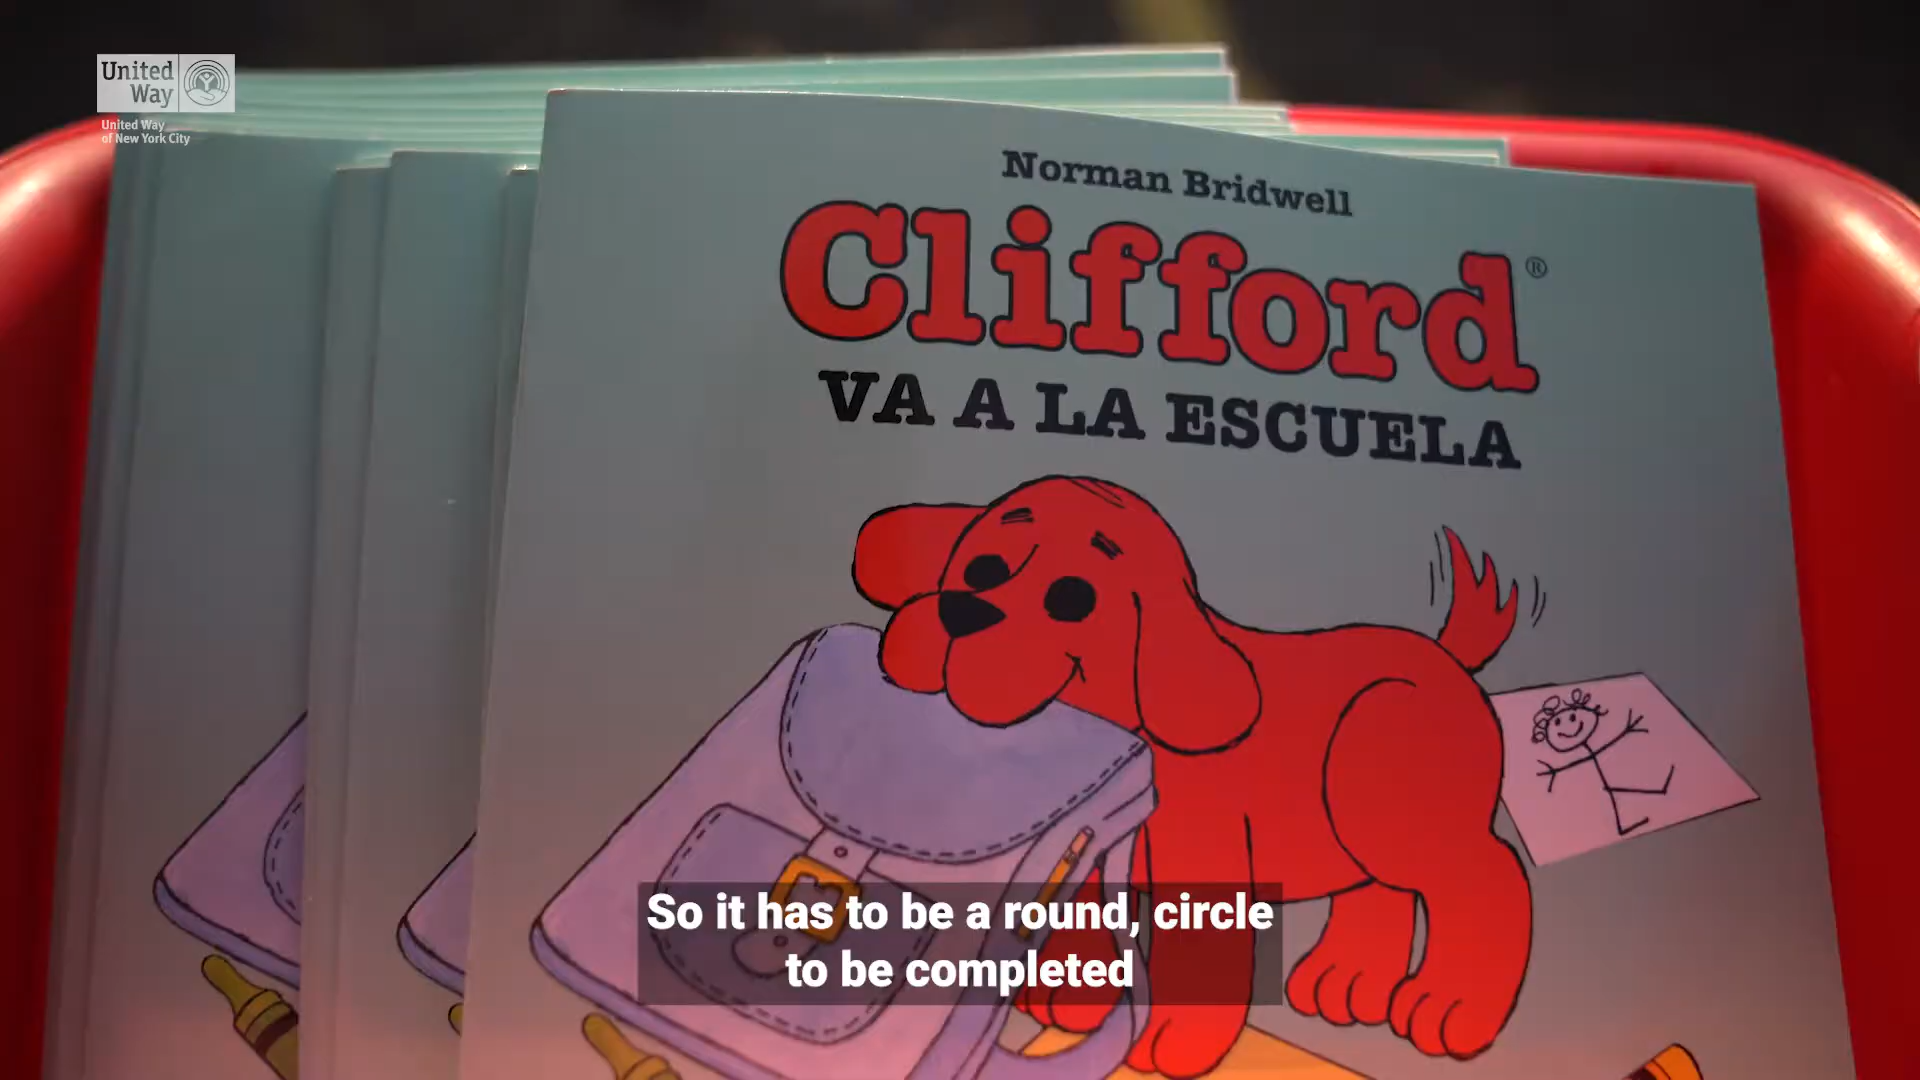 United
Way
United Way
of New York City
Norman Bridwell
Clifford®
VA A LA ESCUELA
So it has to be a round, circle
to be completed